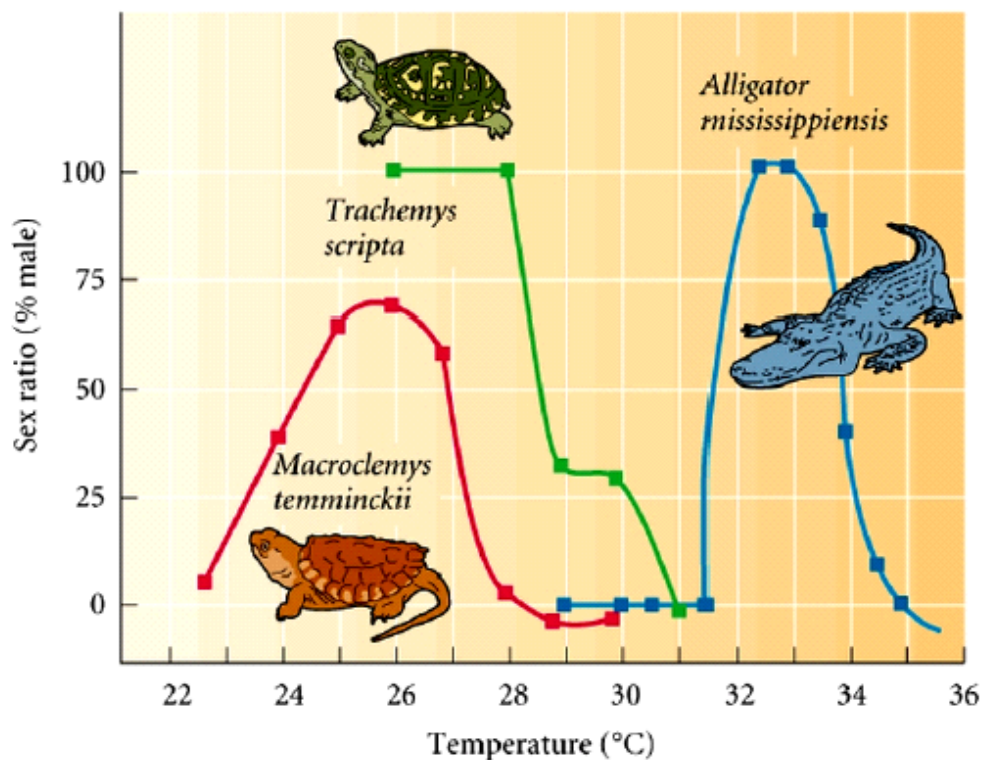 Alligator
mississippiensis
100
Trachemys
scripta
75
Sex ratio (% male)
50
Macroclemys
temminckii
25
0
22 24 26 28 30 32 34 36
Temperature (°C)